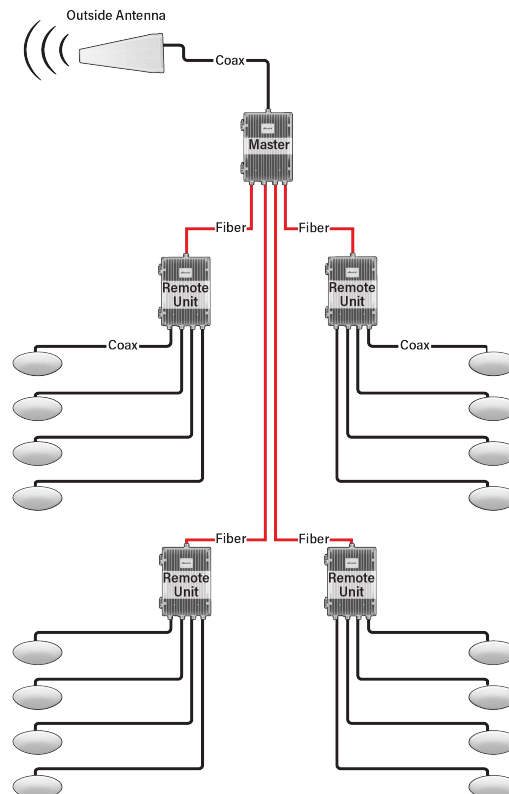 Outside Antenna
Coax
Master
Fiber
Fiber
Remote
Unit
Remote
Unit
Coax
Coax
Fiber
Fiber
Remote
Unit
Remote
Unit